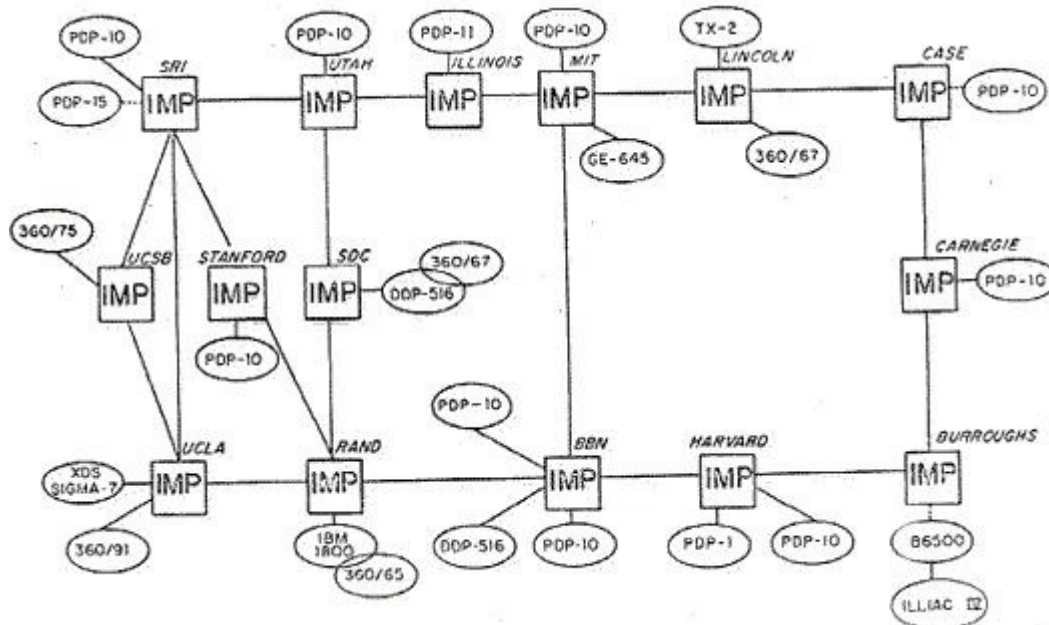 PDP-10
PDP-10
PDP-11
PDP-10
TX-2
SRI
UTAH
ILLINOIS
MIT
LINCOLN
CASE
PDP-15
IMP
IMP
IMP
IMP
IMP
IMP
PDP-10
GE-645
360/67
360/75
UCSB
STANFORD
SDC
360/67
CARNEGIE
IMP
IMP
IMP
DDP-516
IMP
PDP-10
PDP-10
PDP-10
UCLA
RAND
BBN
HARVARD
BURROUGHS
XDS
SIGMA-7
IMP
IMP
IMP
IMP
IMP
360/91
IBM
1800
360/65
DDP-516
PDP-10
PDP-1
PDP-10
B6500
ILLIAC IV